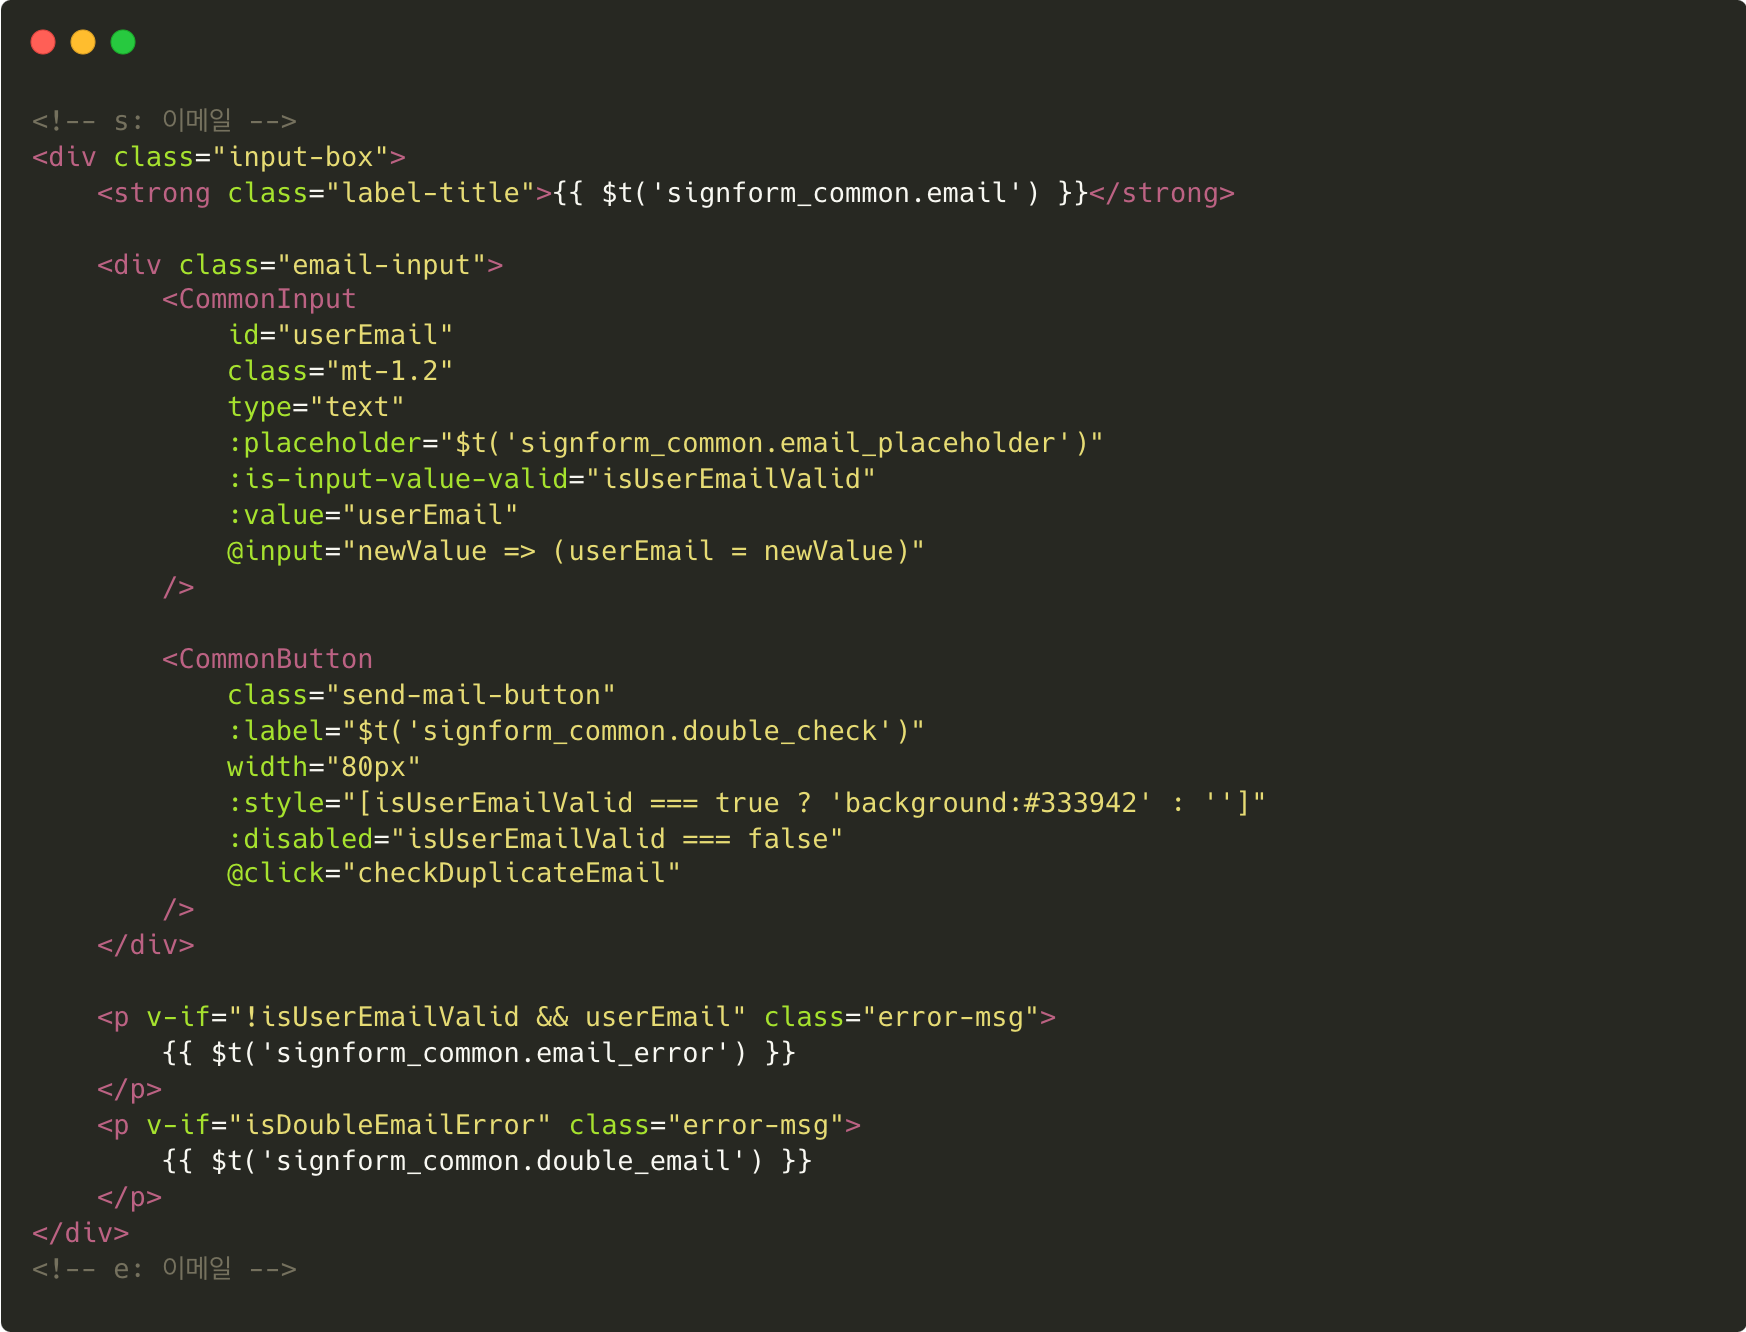 <!-- s: 이메일 -->
<div class="input-box">
    <strong class="label-title">{{ $t('signform_common.email') }}</strong>

    <div class="email-input">
        <CommonInput
            id="userEmail"
            class="mt-1.2"
            type="text"
            :placeholder="$t('signform_common.email_placeholder')"
            :is-input-value-valid="isUserEmailValid"
            :value="userEmail"
            @input="newValue => (userEmail = newValue)"
        />

        <CommonButton
            class="send-mail-button"
            :label="$t('signform_common.double_check')"
            width="80px"
            :style="[isUserEmailValid === true ? 'background:#333942' : '']"
            :disabled="isUserEmailValid === false"
            @click="checkDuplicateEmail"
        />
    </div>

    <p v-if="!isUserEmailValid && userEmail" class="error-msg">
        {{ $t('signform_common.email_error') }}
    </p>
    <p v-if="isDoubleEmailError" class="error-msg">
        {{ $t('signform_common.double_email') }}
    </p>
</div>
<!-- e: 이메일 -->